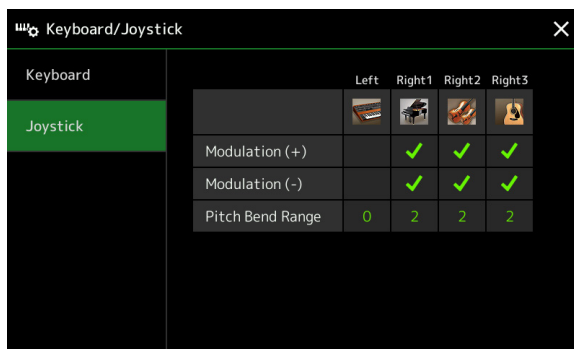 Keyboard/Joystick
Keyboard
Joystick
Left Right1 Right2 Right3
Modulation (+)
Modulation (-)
Pitch Bend Range 0 2 2 2